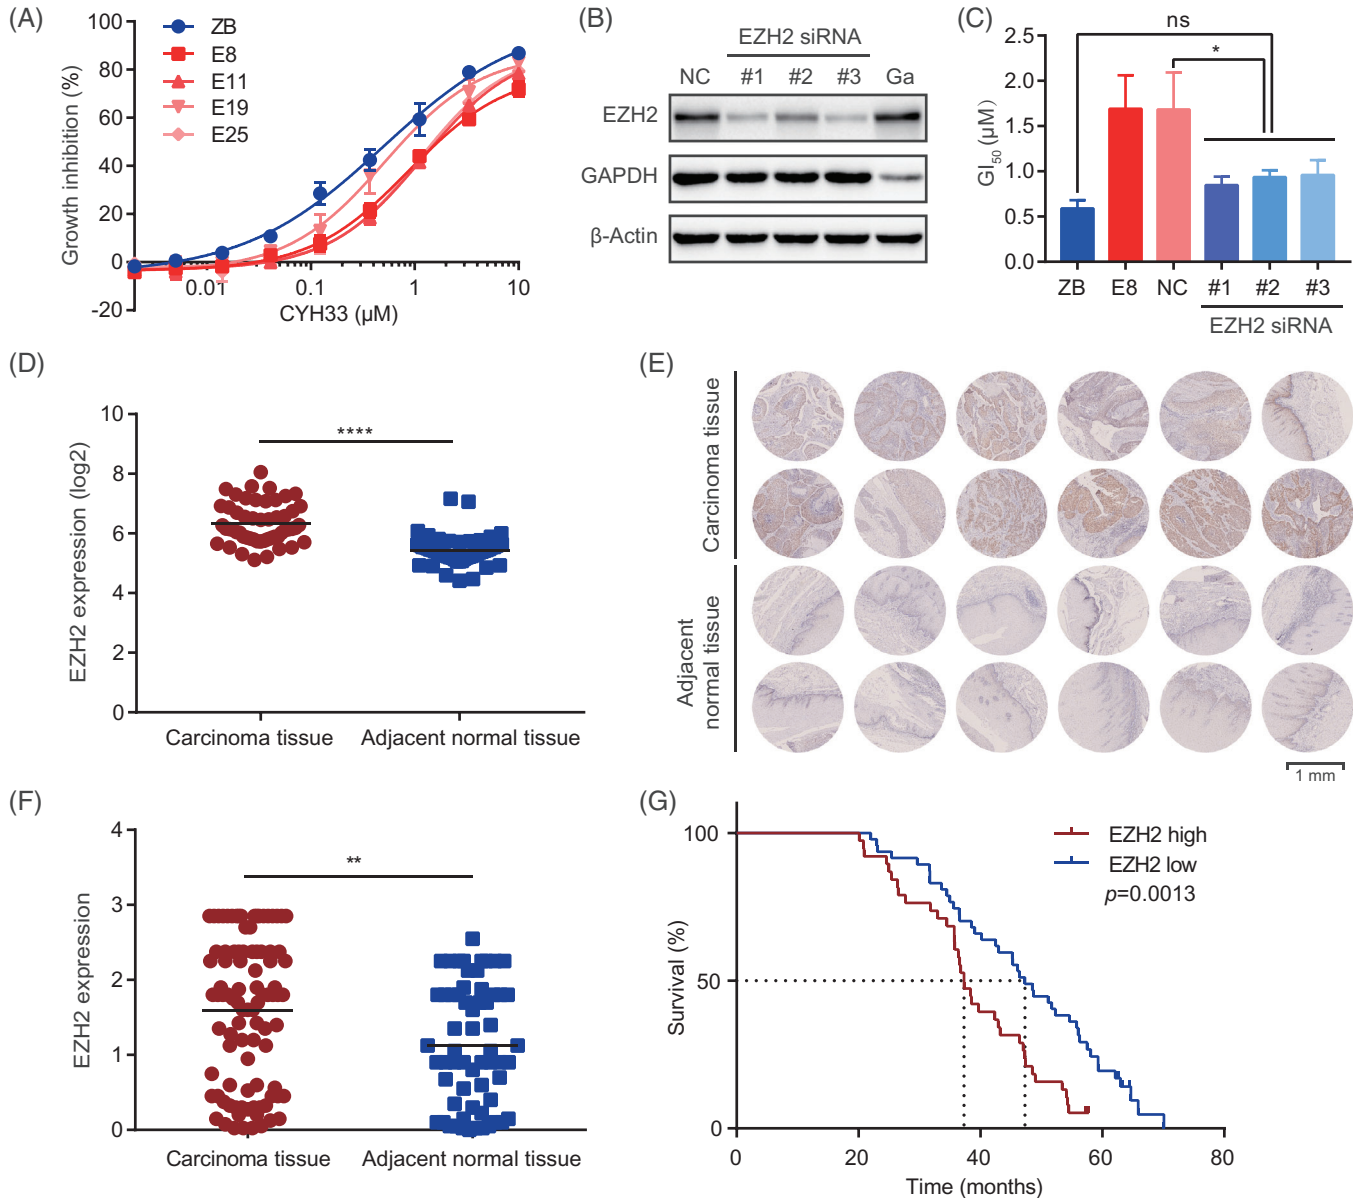 (A)
Growth inhibition (%)
100
80
60
40
20
0
-20
ZB
E8
E11
E19
E25
0.01
0.1
1
10
CYH33 (µM)
(B)
EZH2 siRNA
NC
#1
#2
#3
Ga
EZH2
GAPDH
β-Actin
(C)
ns
*
GI50 (µM)
2.5
2.0
1.5
1.0
0.5
0.0
ZB
E8
NC
#1
#2
#3
EZH2 siRNA
(D)
EZH2 expression (log2)
10
8
6
4
2
0
****
Carcinoma tissue
Adjacent normal tissue
(E)
Carcinoma tissue
Adjacent
normal tissue
1 mm
(F)
EZH2 expression
4
3
2
1
0
**
Carcinoma tissue
Adjacent normal tissue
(G)
Survival (%)
100
50
0
EZH2 high
EZH2 low
p=0.0013
0
20
40
60
80
Time (months)